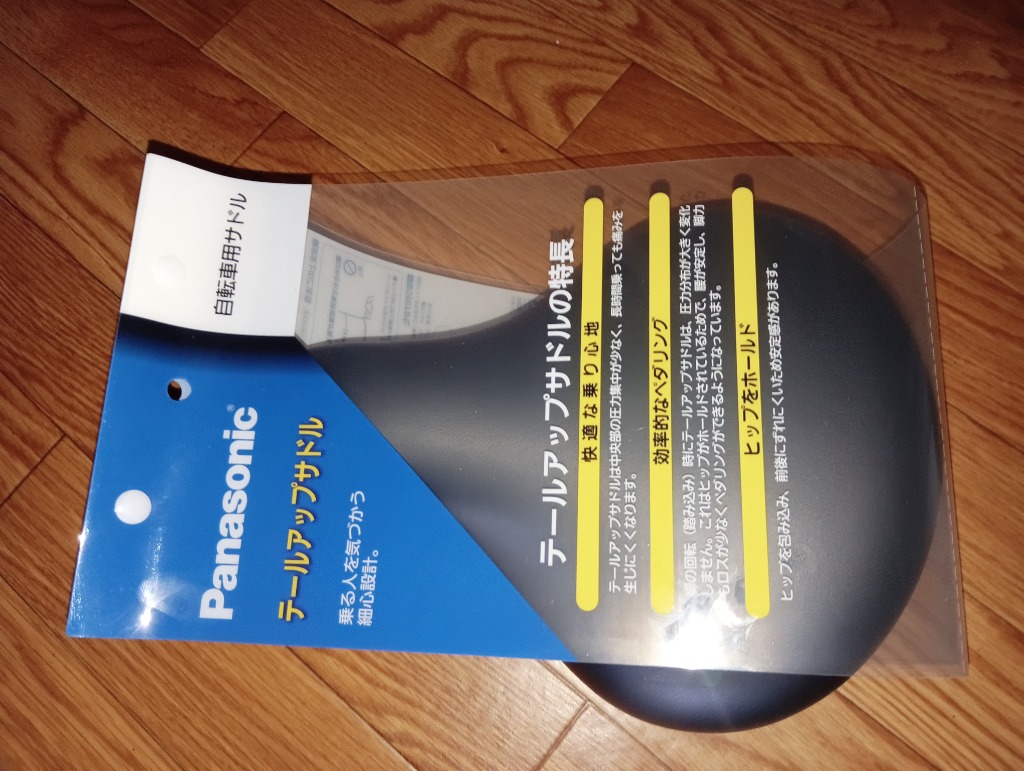 自転車用サドル
Panasonic®
テールアップサドル
乗る人を気づかう
細心設計。
テールアップサドルの特長
快適な乗り心地
テールアップサドルは中央部の圧力集中が少なく、長時間乗っても痛みを
生じにくくなります。
効率的なペダリング
の回転（踏み込み）時にテールアップサドルは、圧力分布が大きく変化
しません。これはヒップがホールドされているためで、腰が安定し、脚力
もロスが少なくペダリングができるようになっています。
ヒップをホールド
ヒップを包み込み、前後にずれにくいため安定感があります。